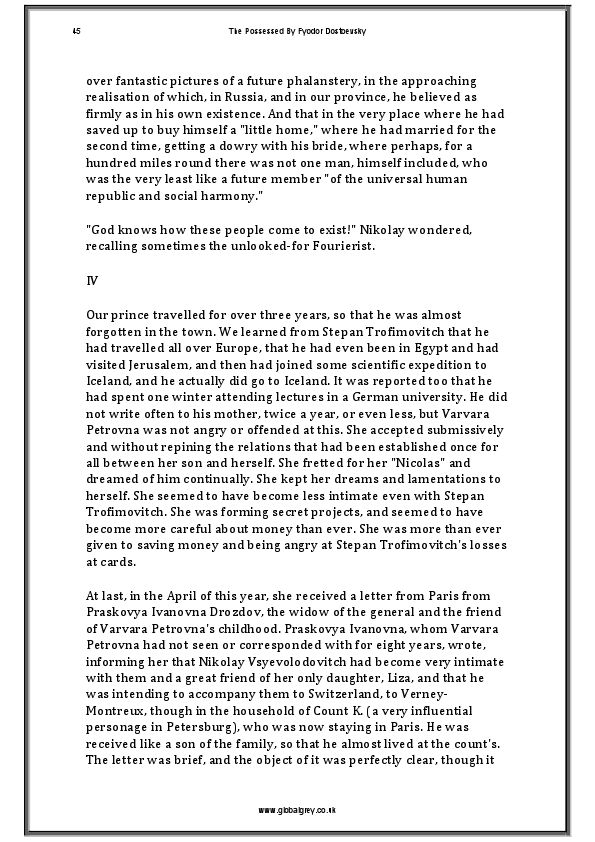 45
The Possessed By Fyodor Dostoevsky
over fantastic pictures of a future phalanstery, in the approaching
realisation of which, in Russia, and in our province, he believed as
firmly as in his own existence. And that in the very place where he had
saved up to buy himself a "little home," where he had married for the
second time, getting a dowry with his bride, where perhaps, for a
hundred miles round there was not one man, himself included, who
was the very least like a future member "of the universal human
republic and social harmony."
"God knows how these people come to exist!" Nikolay wondered,
recalling sometimes the unlooked-for Fourierist.
IV
Our prince travelled for over three years, so that he was almost
forgotten in the town. We learned from Stepan Trofimovitch that he
had travelled all over Europe, that he had even been in Egypt and had
visited Jerusalem, and then had joined some scientific expedition to
Iceland, and he actually did go to Iceland. It was reported too that he
had spent one winter attending lectures in a German university. He did
not write often to his mother, twice a year, or even less, but Varvara
Petrovna was not angry or offended at this. She accepted submissively
and without repining the relations that had been established once for
all between her son and herself. She fretted for her "Nicolas" and
dreamed of him continually. She kept her dreams and lamentations to
herself. She seemed to have become less intimate even with Stepan
Trofimovitch. She was forming secret projects, and seemed to have
become more careful about money than ever. She was more than ever
given to saving money and being angry at Stepan Trofimovitch's losses
at cards.
At last, in the April of this year, she received a letter from Paris from
Praskovya Ivanovna Drozdov, the widow of the general and the friend
of Varvara Petrovna's childhood. Praskovya Ivanovna, whom Varvara
Petrovna had not seen or corresponded with for eight years, wrote,
informing her that Nikolay Vsyevolodovitch had become very intimate
with them and a great friend of her only daughter, Liza, and that he
was intending to accompany them to Switzerland, to Verney-
Montreux, though in the household of Count K. (a very influential
personage in Petersburg), who was now staying in Paris. He was
received like a son of the family, so that he almost lived at the count's.
The letter was brief, and the object of it was perfectly clear, though it
www.globalgrey.co.uk